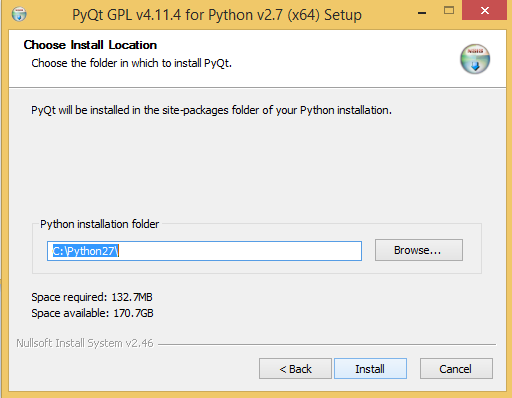 PyQt GPL v4.11.4 for Python v2.7 (x64) Setup
Choose Install Location
Choose the folder in which to install PyQt.
PyQt will be installed in the site-packages folder of your Python installation.
Python installation folder
C:\Python27\
Browse...
Space required: 132.7MB
Space available: 170.7GB
Nullsoft Install System v2.46
< Back
Install
Cancel